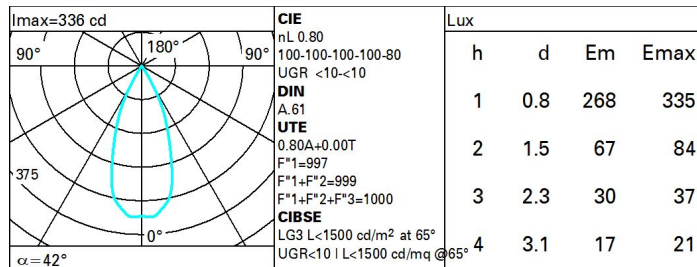 Imax=336 cd
90°
180°
90°
375
0°
α=42°
CIE
nL 0.80
100-100-100-100-80
UGR <10-<10
DIN
A.61
UTE
0.80A+0.00T
F"1=997
F"1+F"2=999
F"1+F"2+F"3=1000
CIBSE
LG3 L<1500 cd/m² at 65°
UGR<10 | L<1500 cd/mq @65°
Lux
h d Em Emax
1 0.8 268 335
2 1.5 67 84
3 2.3 30 37
4 3.1 17 21